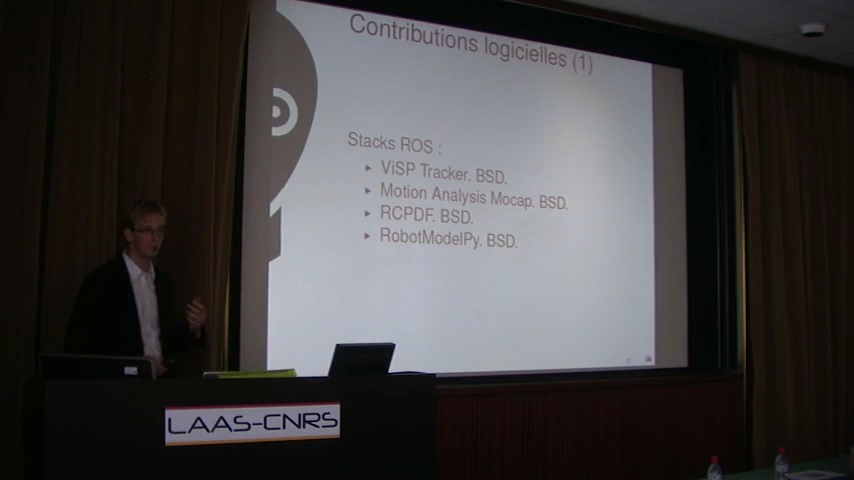 Contributions logicielles (1)
Stacks ROS :
▸ ViSP Tracker. BSD.
▸ Motion Analysis Mocap. BSD.
▸ RCPDF. BSD.
▸ RobotModelPy. BSD.
LAAS-CNRS